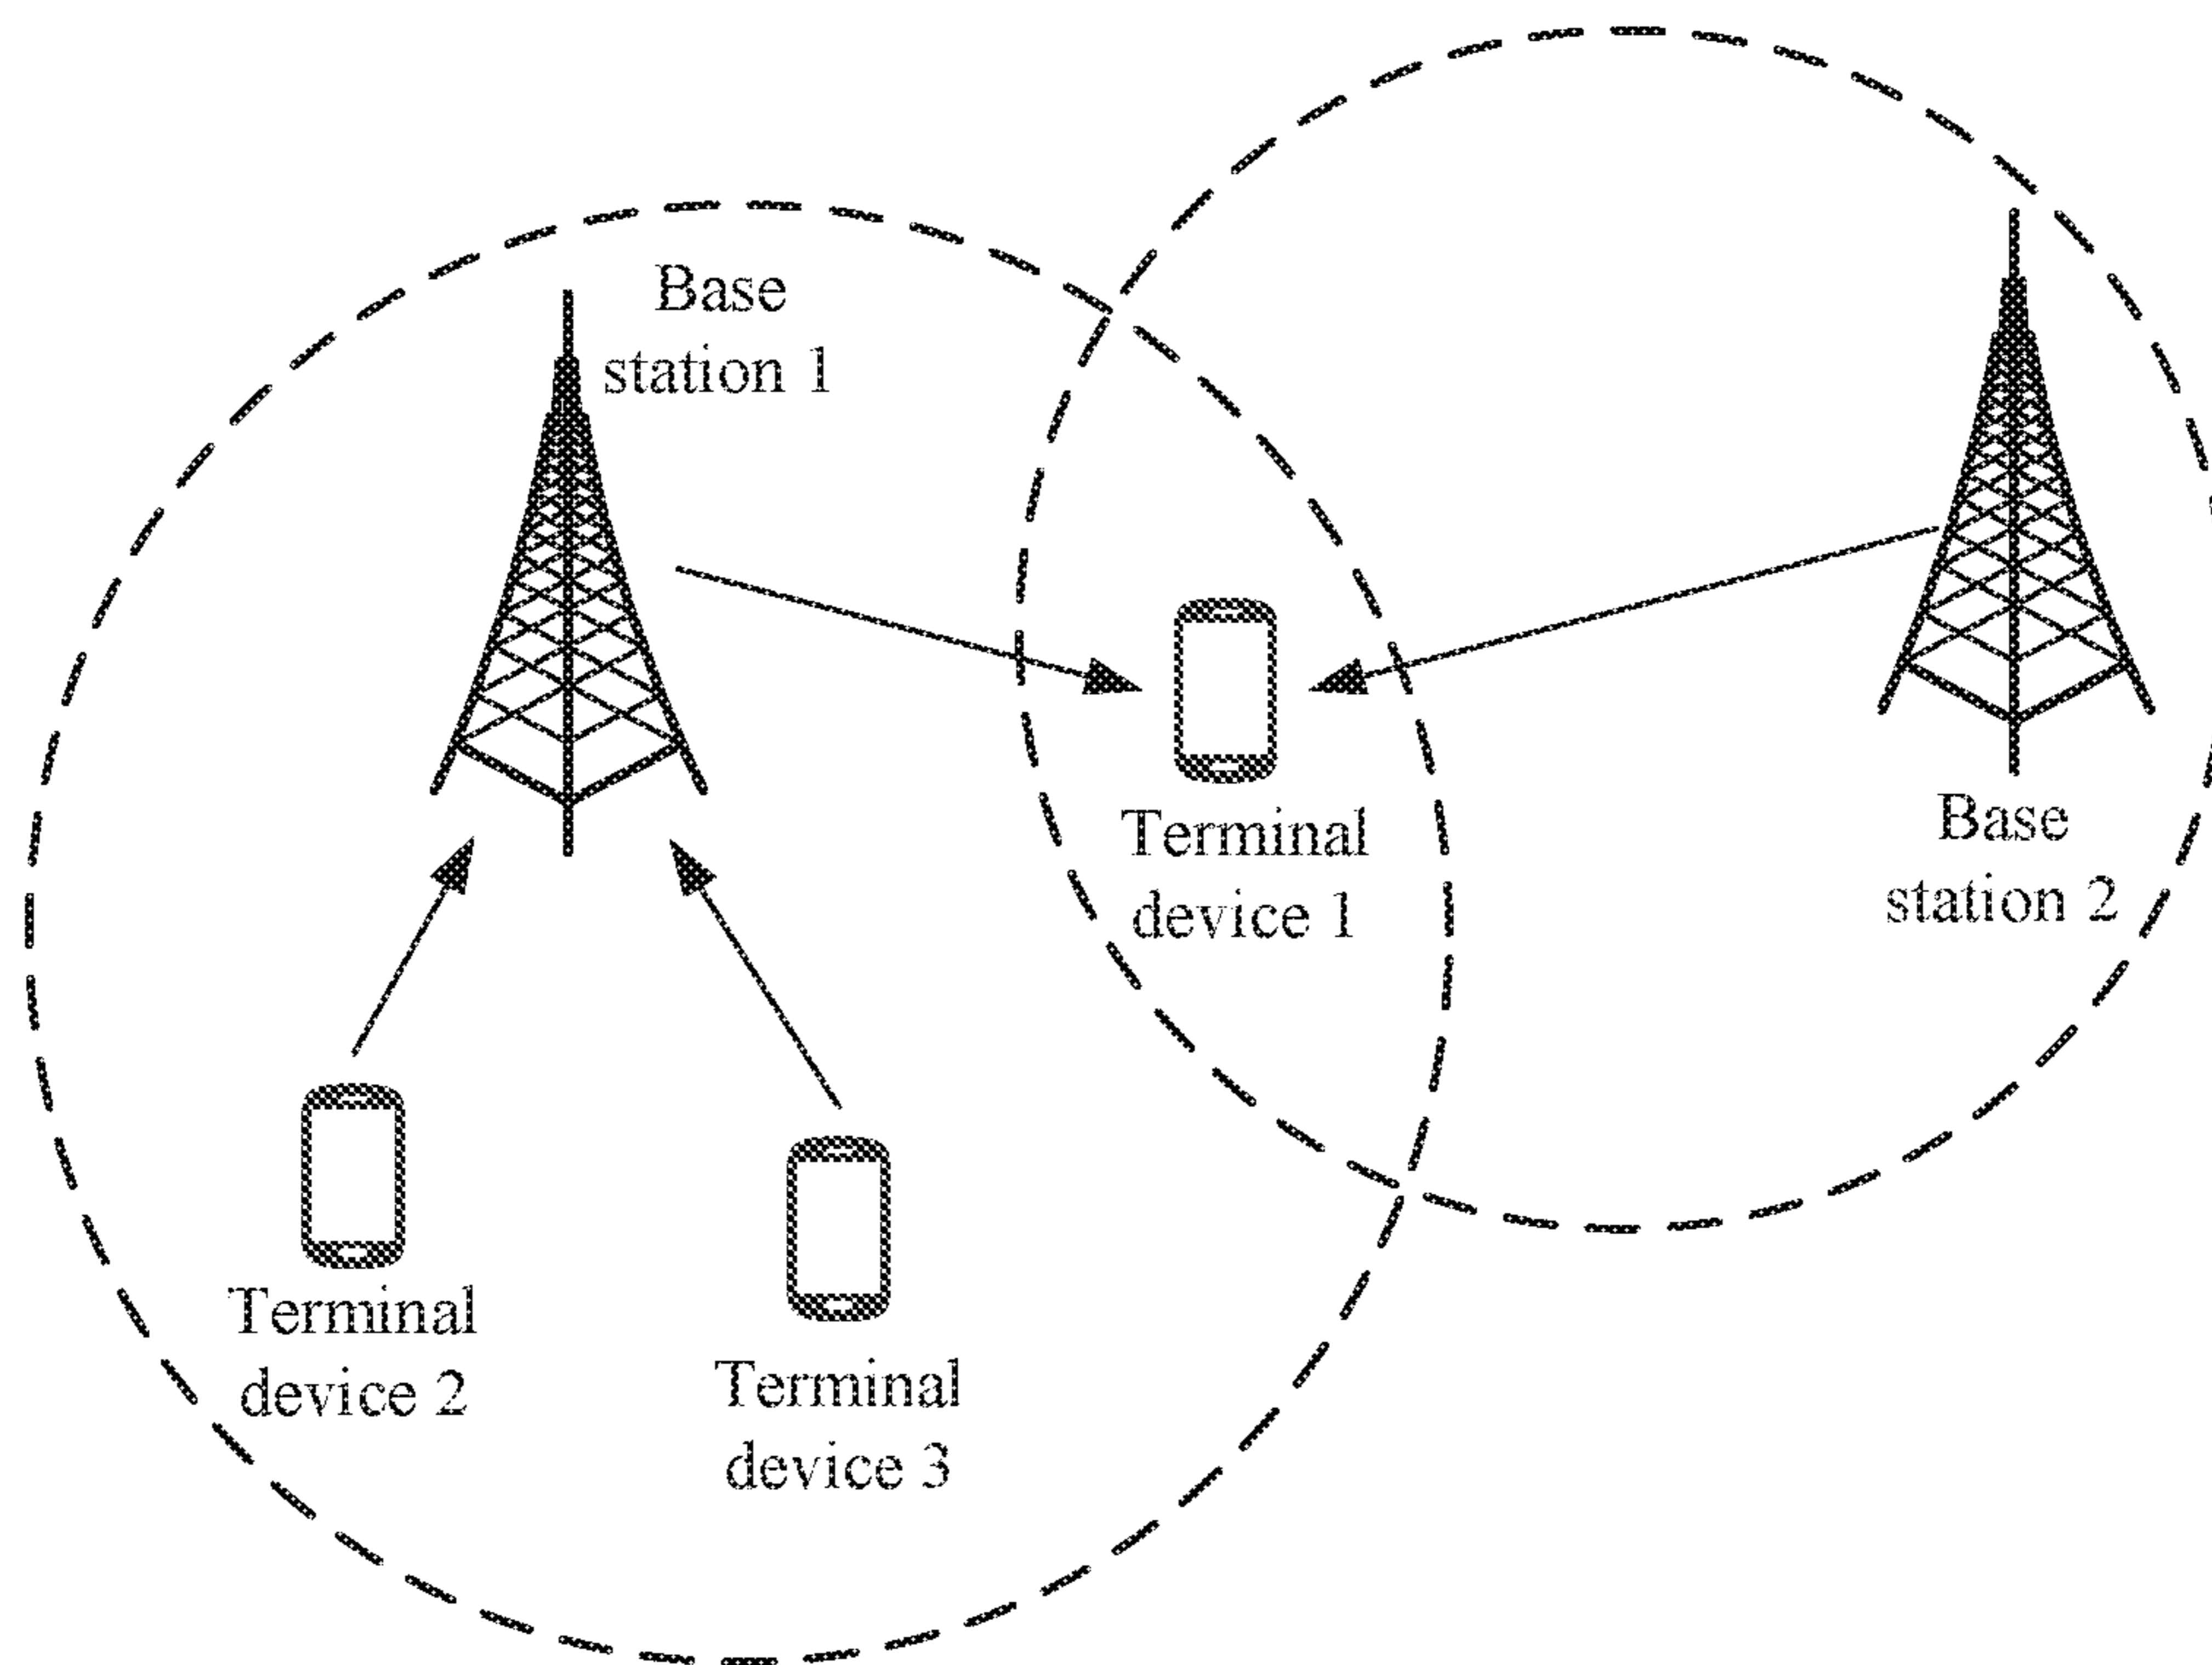 Base
station 1
Terminal
device 1
Base
station 2
Terminal
device 2
Terminal
device 3